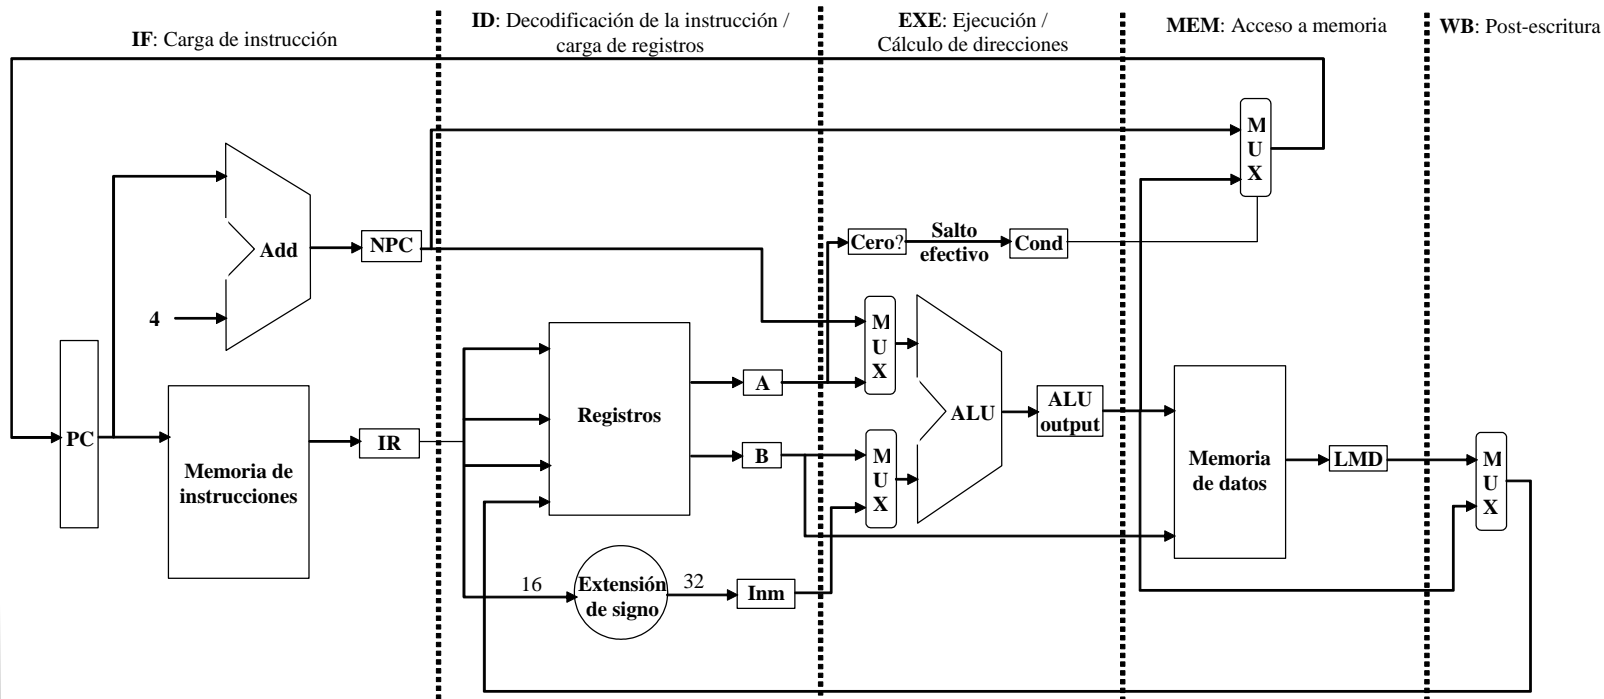 IF: Carga de instrucción
ID: Decodificación de la instrucción /
carga de registros
EXE: Ejecución /
Cálculo de direcciones
MEM: Acceso a memoria
WB: Post-escritura
M
U
X
Add
NPC
4
Cero?
Salto
efectivo
Cond
M
U
X
PC
Memoria de
instrucciones
IR
Registros
A
B
ALU
ALU
output
M
U
X
Memoria
de datos
LMD
M
U
X
16
Extensión
de signo
32
Inm